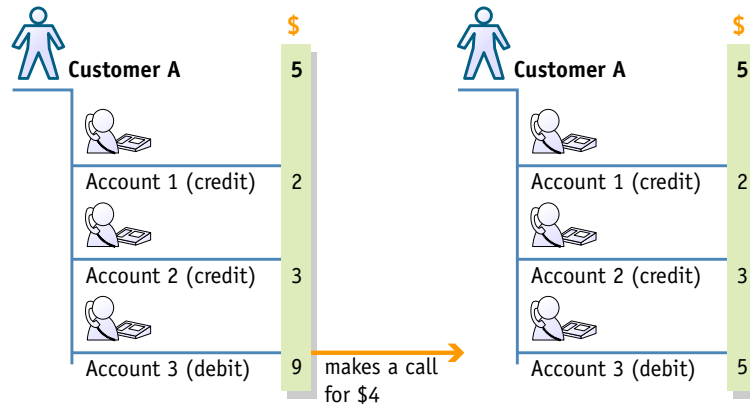 $
Customer A 5
Account 1 (credit) 2
Account 2 (credit) 3
Account 3 (debit) 9
makes a call
for $4
$
Customer A 5
Account 1 (credit) 2
Account 2 (credit) 3
Account 3 (debit) 5